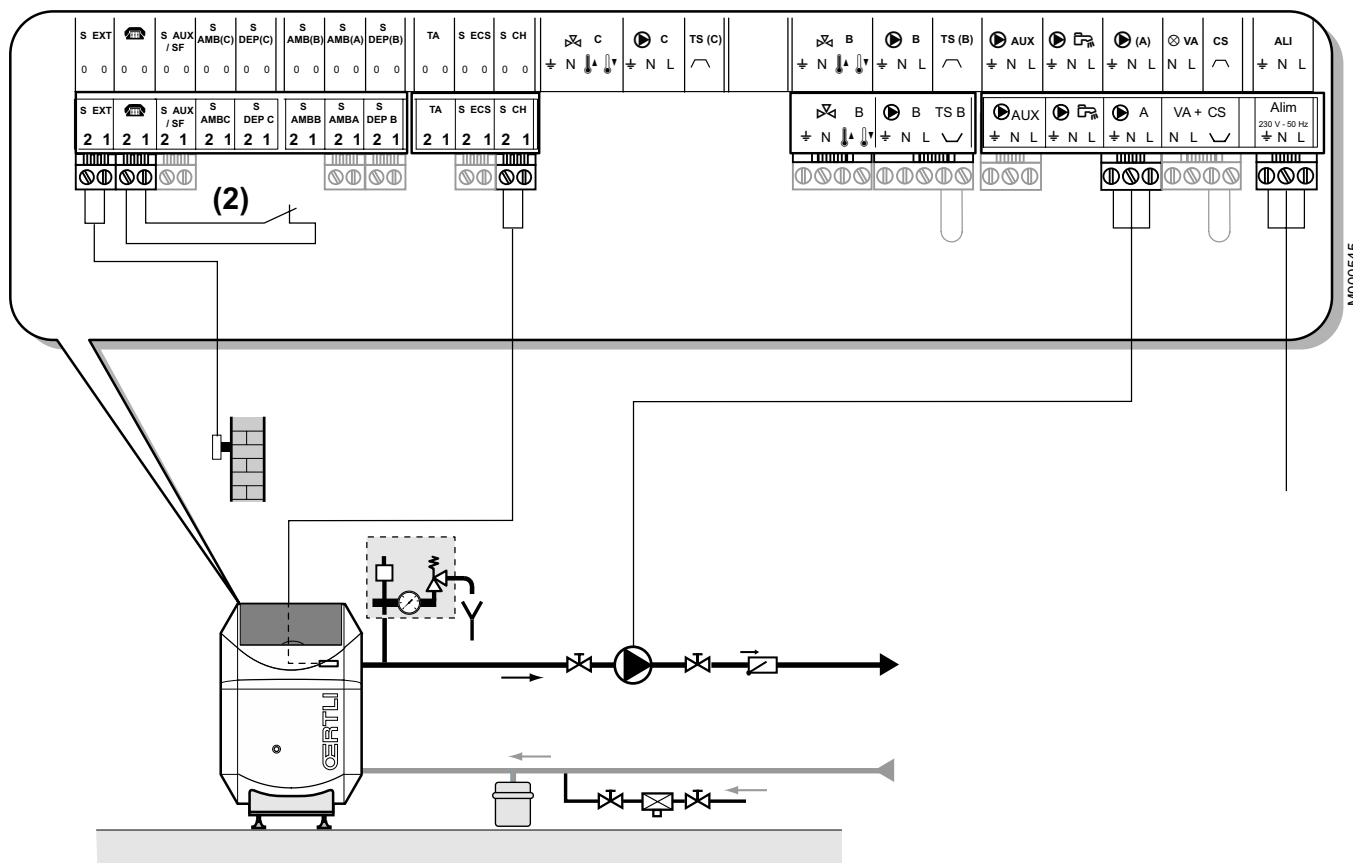 S EXT S AUX / SF S AMB(C) S DEP(C) S AMB(B) S AMB(A) S DEP(B) TA S ECS S CH C C TS (C) B B TS (B) AUX (A) VA CS ALI
0 0 0 0 0 0 0 0 0 0 0 0 0 0 0 0 0 0 0 0 0 0 N N L N N L N L N L N L N L N L
S EXT S AUX / SF S AMBC S DEP C S AMBB S AMBA S DEP B TA S ECS S CH B B TS B AUX A VA + CS Alim
230 V - 50 Hz
2 1 2 1 2 1 2 1 2 1 2 1 2 1 2 1 2 1 2 1 2 1 N N L N L N L N L N L N L
(2)
M000545
OERTLI